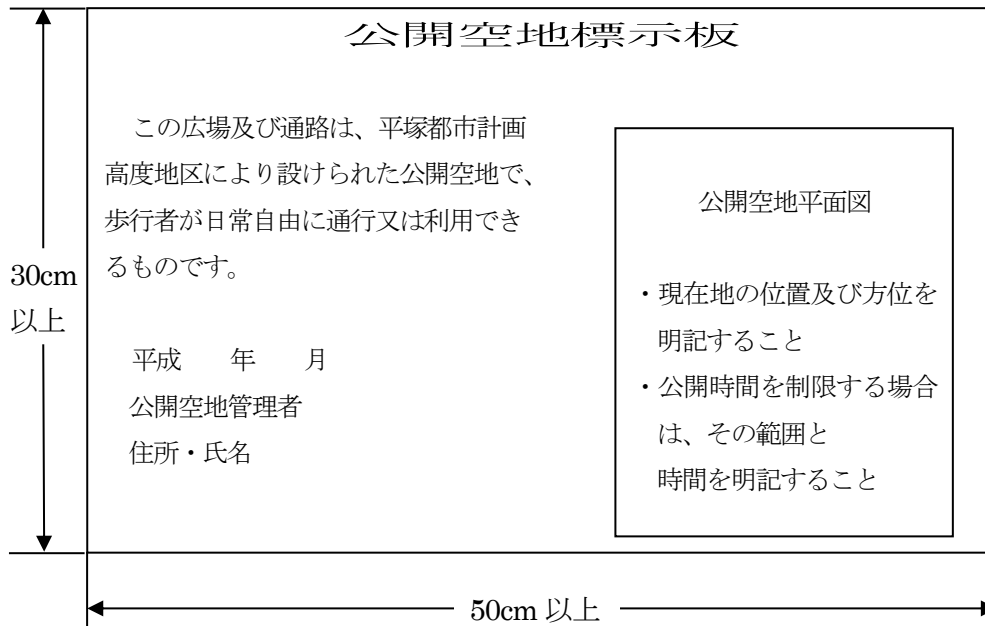 公開空地標示板
この広場及び通路は、平塚都市計画
高度地区により設けられた公開空地で、
歩行者が日常自由に通行又は利用でき
るものです。
平成　　年　　月
公開空地管理者
住所・氏名
公開空地平面図
・現在地の位置及び方位を
明記すること
・公開時間を制限する場合
は、その範囲と
時間を明記すること
30cm
以上
50cm 以上